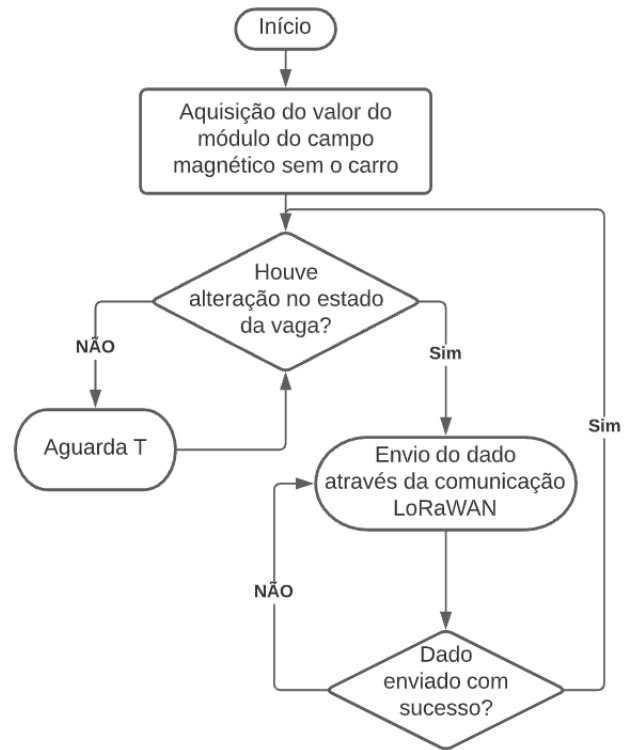 Início
Aquisição do valor do
módulo do campo
magnético sem o carro
Houve
alteração no estado
da vaga?
NÃO
Sim
Aguarda T
Sim
Envio do dado
através da comunicação
LoRaWAN
NÃO
Dado
enviado com
sucesso?